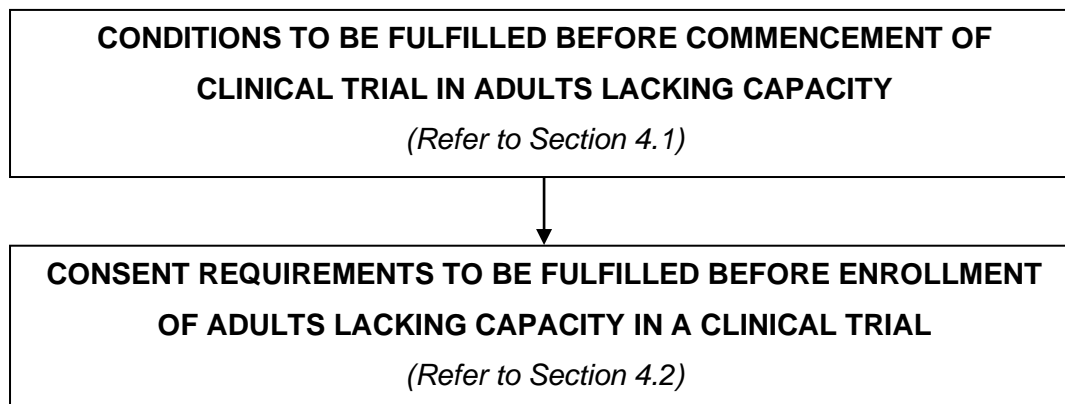 CONDITIONS TO BE FULFILLED BEFORE COMMENCEMENT OF
CLINICAL TRIAL IN ADULTS LACKING CAPACITY
(Refer to Section 4.1)
CONSENT REQUIREMENTS TO BE FULFILLED BEFORE ENROLLMENT
OF ADULTS LACKING CAPACITY IN A CLINICAL TRIAL
(Refer to Section 4.2)